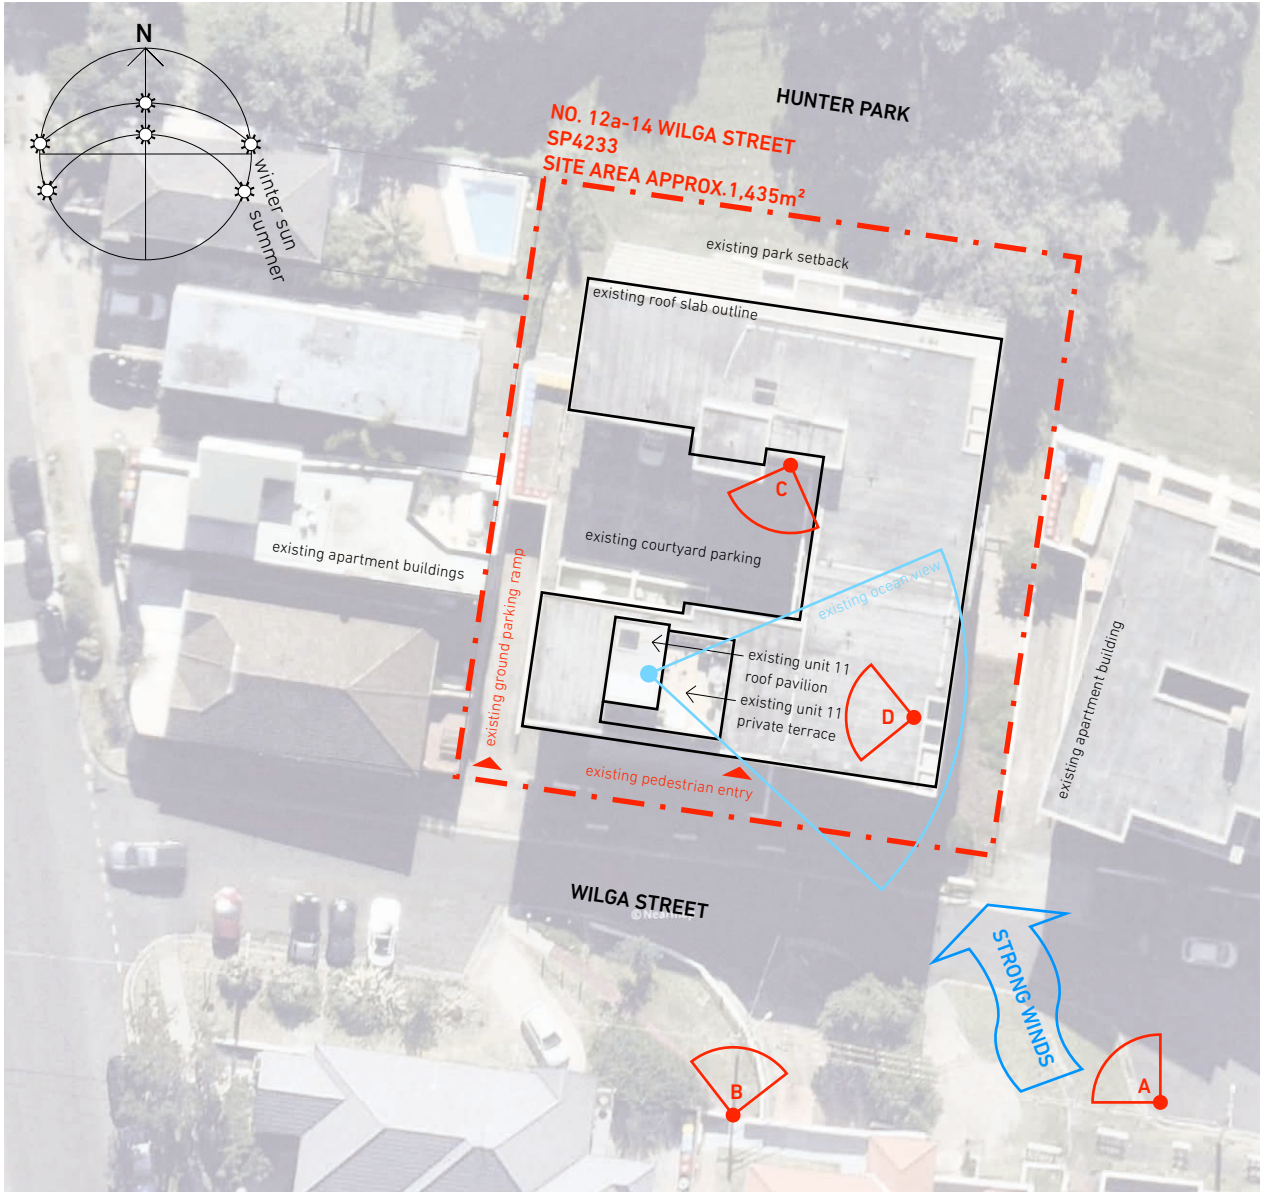 N
winter sun
summer
HUNTER PARK
NO. 12a-14 WILGA STREET
SP4233
SITE AREA APPROX.1,435m²
existing park setback
existing roof slab outline
C
existing courtyard parking
existing apartment buildings
existing ground parking ramp
existing ocean view
existing unit 11
roof pavilion
existing unit 11
private terrace
D
existing apartment building
existing pedestrian entry
WILGA STREET
STRONG WINDS
B
A